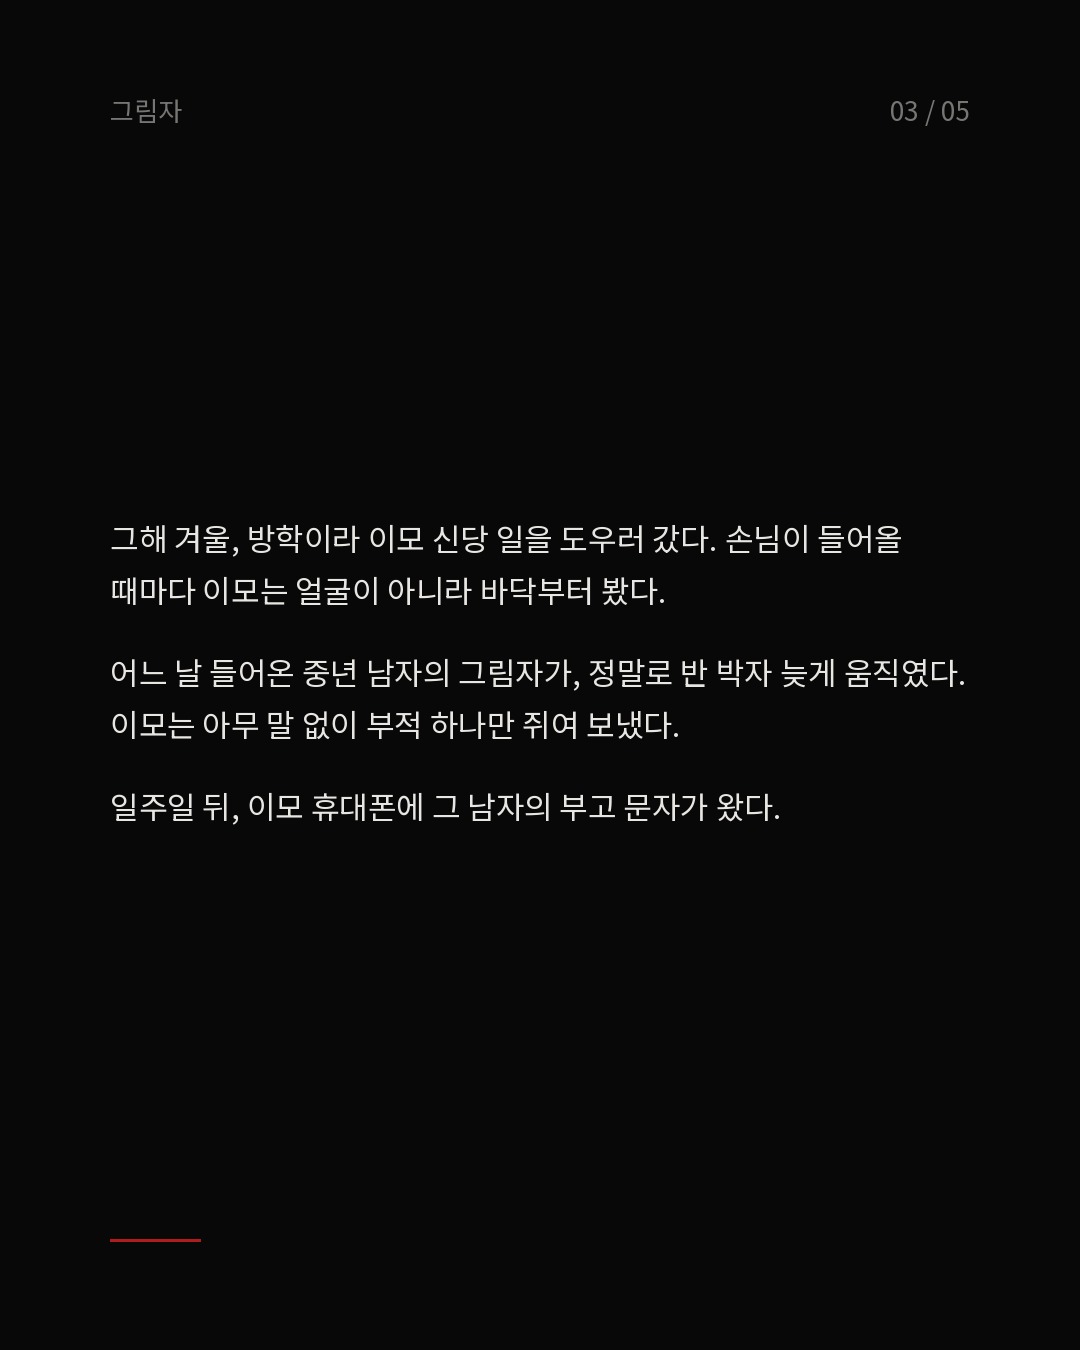 그림자
03 / 05
그해 겨울, 방학이라 이모 신당 일을 도우러 갔다. 손님이 들어올
때마다 이모는 얼굴이 아니라 바닥부터 봤다.
어느 날 들어온 중년 남자의 그림자가, 정말로 반 박자 늦게 움직였다.
이모는 아무 말 없이 부적 하나만 쥐여 보냈다.
일주일 뒤, 이모 휴대폰에 그 남자의 부고 문자가 왔다.